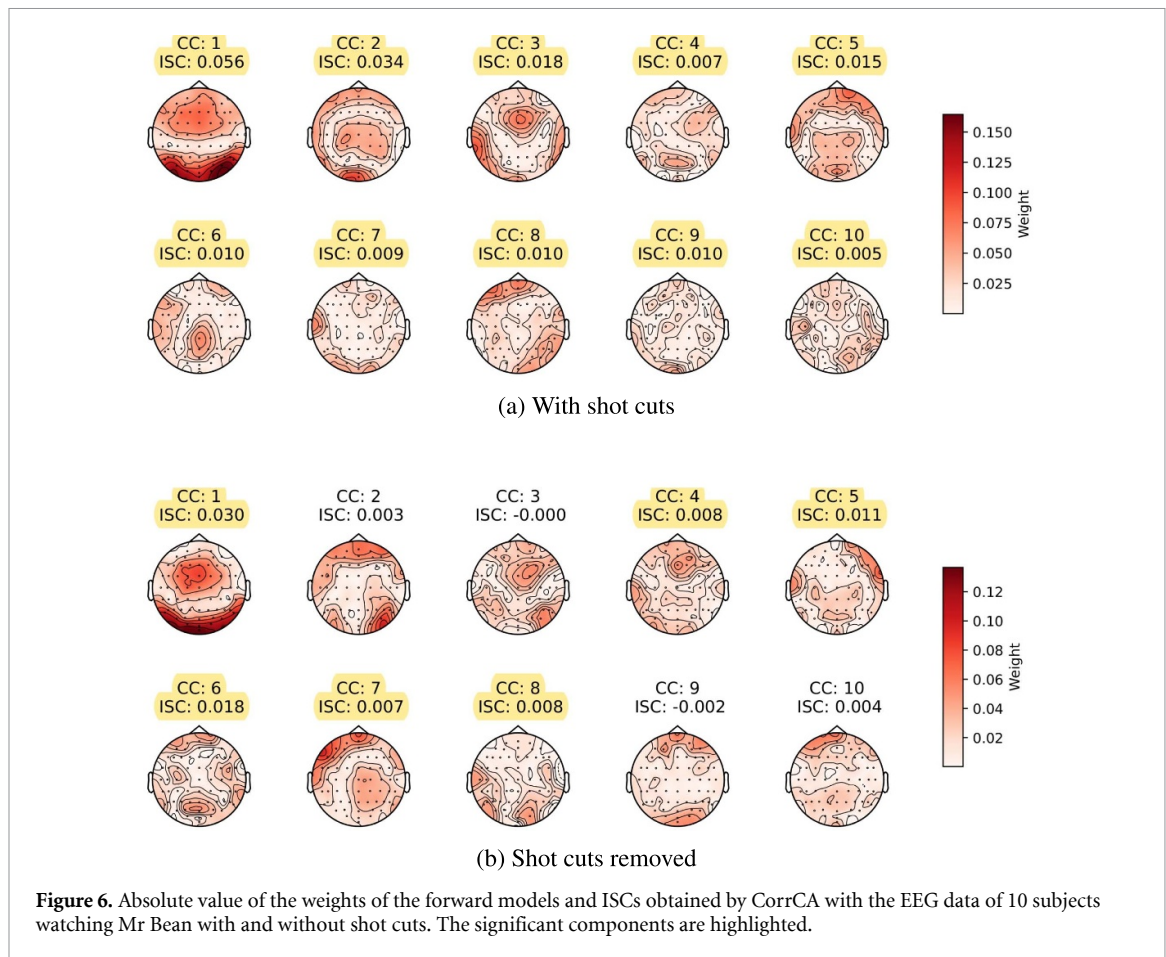 CC: 1 CC: 2 CC: 3 CC: 4 CC: 5
ISC: 0.056 ISC: 0.034 ISC: 0.018 ISC: 0.007 ISC: 0.015
0.150
0.125
0.100
0.075
0.050
0.025
Weight
CC: 6 CC: 7 CC: 8 CC: 9 CC: 10
ISC: 0.010 ISC: 0.009 ISC: 0.010 ISC: 0.010 ISC: 0.005
(a) With shot cuts
CC: 1 CC: 2 CC: 3 CC: 4 CC: 5
ISC: 0.030 ISC: 0.003 ISC: -0.000 ISC: 0.008 ISC: 0.011
0.12
0.10
0.08
0.06
0.04
0.02
Weight
CC: 6 CC: 7 CC: 8 CC: 9 CC: 10
ISC: 0.018 ISC: 0.007 ISC: 0.008 ISC: -0.002 ISC: 0.004
(b) Shot cuts removed
Figure 6. Absolute value of the weights of the forward models and ISCs obtained by CorrCA with the EEG data of 10 subjects
watching Mr Bean with and without shot cuts. The significant components are highlighted.